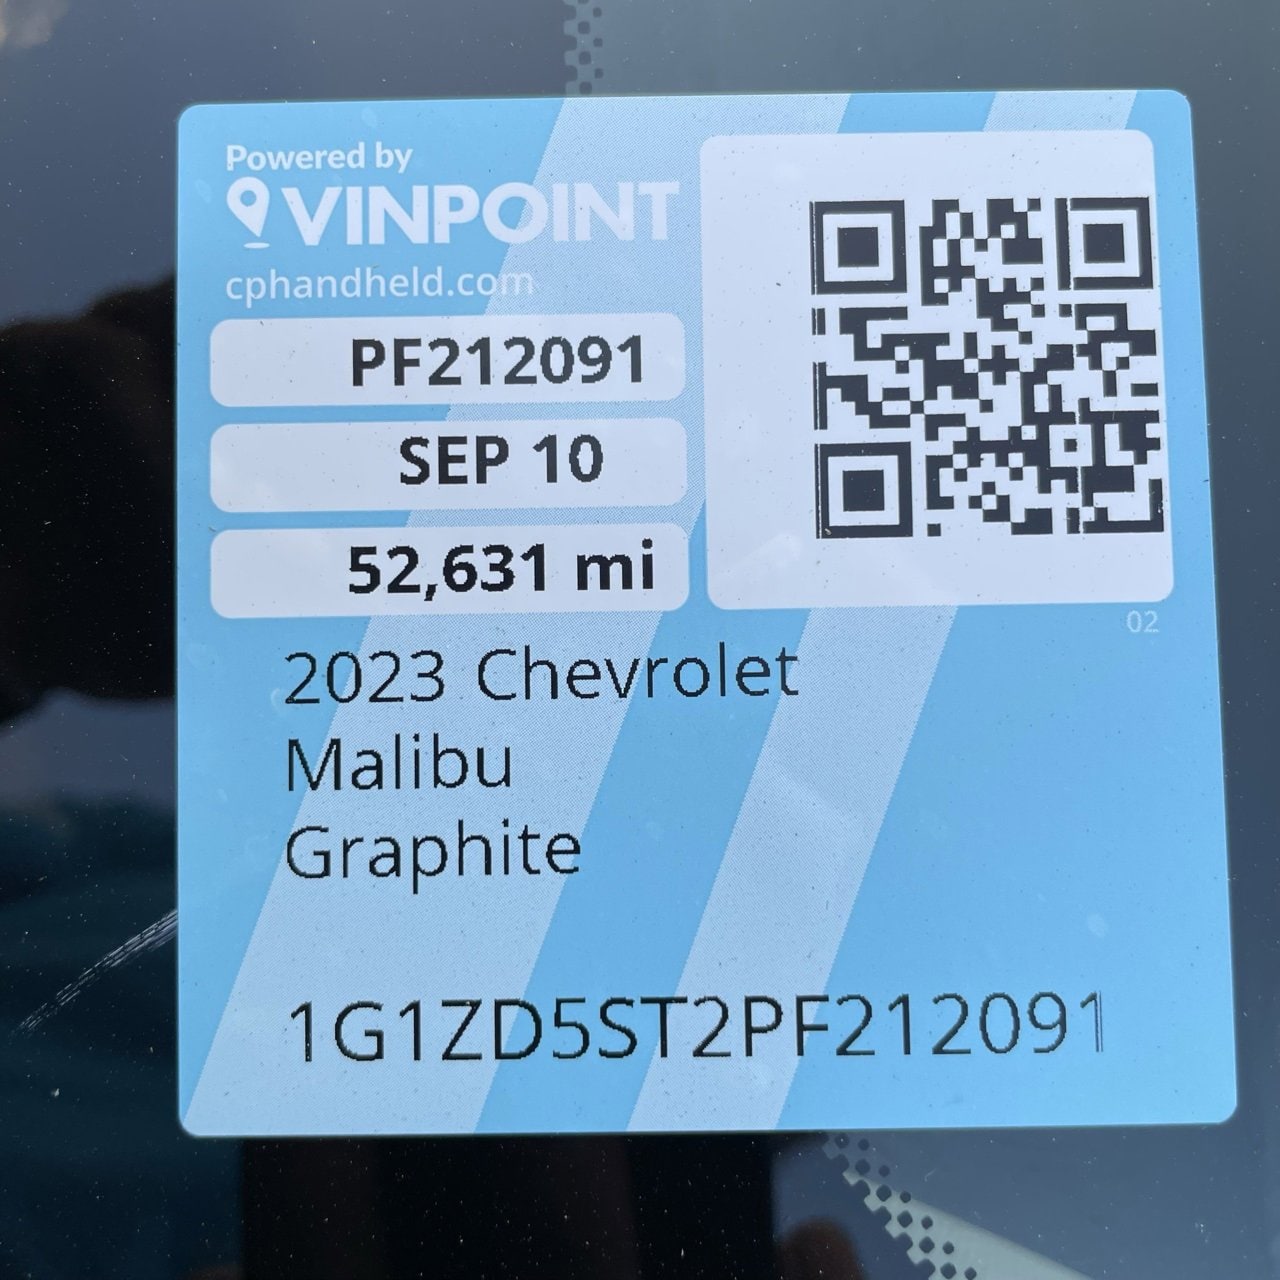 Powered by
VINPOINT
cphandheld.com
PF212091
SEP 10
52,631 mi
02
2023 Chevrolet
Malibu
Graphite
1G1ZD5ST2PF212091